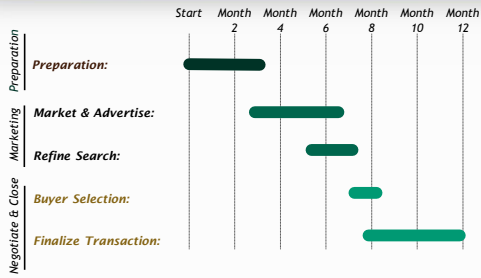 Start Month Month Month Month Month Month
2 4 6 8 10 12
Preparation
Preparation:
Marketing
Market & Advertise:
Refine Search:
Negotiate & Close
Buyer Selection:
Finalize Transaction: